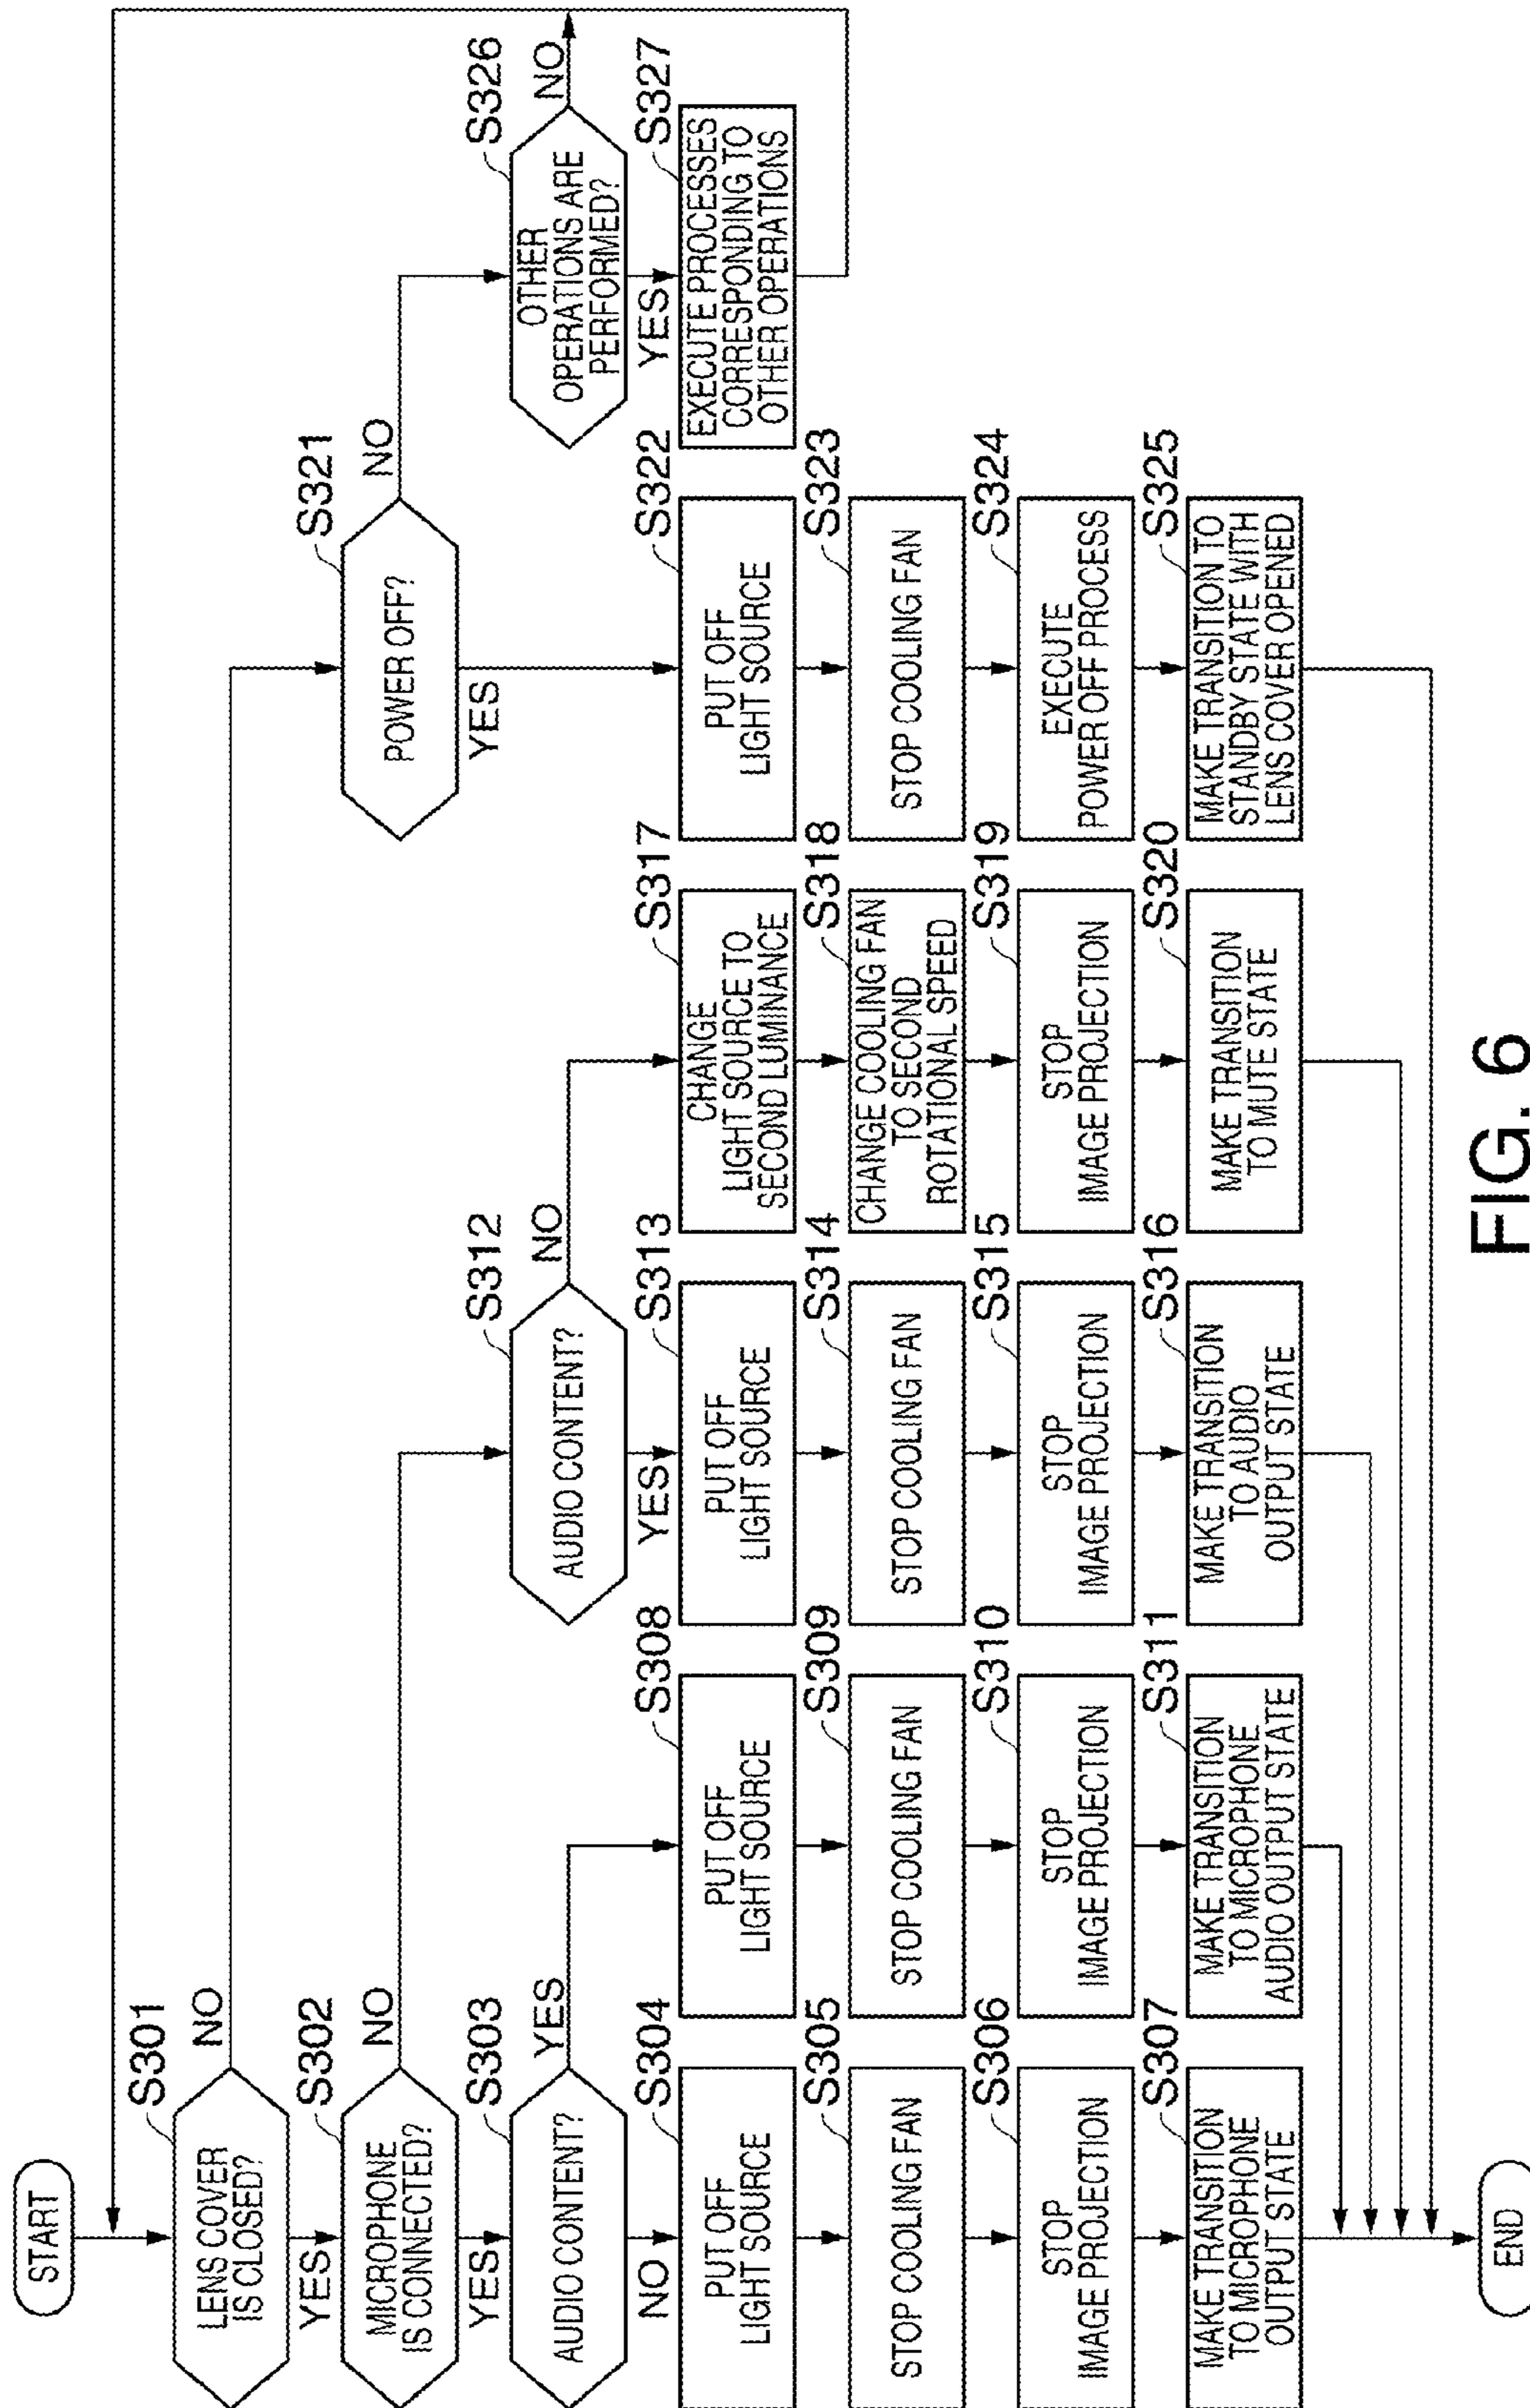 START
S301
LENS COVER
IS CLOSED?
NO
YES
S302
MICROPHONE
IS CONNECTED?
NO
YES
S303
AUDIO CONTENT?
YES
NO
S304
PUT OFF
LIGHT SOURCE
S305
STOP COOLING FAN
S306
STOP
IMAGE PROJECTION
S307
MAKE TRANSITION
TO MICROPHONE
OUTPUT STATE
S308
PUT OFF
LIGHT SOURCE
S309
STOP COOLING FAN
S310
STOP
IMAGE PROJECTION
S311
MAKE TRANSITION
TO MICROPHONE
AUDIO OUTPUT STATE
S312
AUDIO CONTENT?
NO
YES
S313
PUT OFF
LIGHT SOURCE
S314
STOP COOLING FAN
S315
STOP
IMAGE PROJECTION
S316
MAKE TRANSITION
TO AUDIO
OUTPUT STATE
S317
CHANGE
LIGHT SOURCE TO
SECOND LUMINANCE
S318
CHANGE COOLING FAN
TO SECOND
ROTATIONAL SPEED
S319
STOP
IMAGE PROJECTION
S320
MAKE TRANSITION
TO MUTE STATE
S321
POWER OFF?
NO
YES
S322
PUT OFF
LIGHT SOURCE
S323
STOP COOLING FAN
S324
EXECUTE
POWER OFF PROCESS
S325
MAKE TRANSITION TO
STANDBY STATE WITH
LENS COVER OPENED
S326
OTHER
OPERATIONS ARE
PERFORMED?
NO
YES
S327
EXECUTE PROCESSES
CORRESPONDING TO
OTHER OPERATIONS
END
FIG. 6